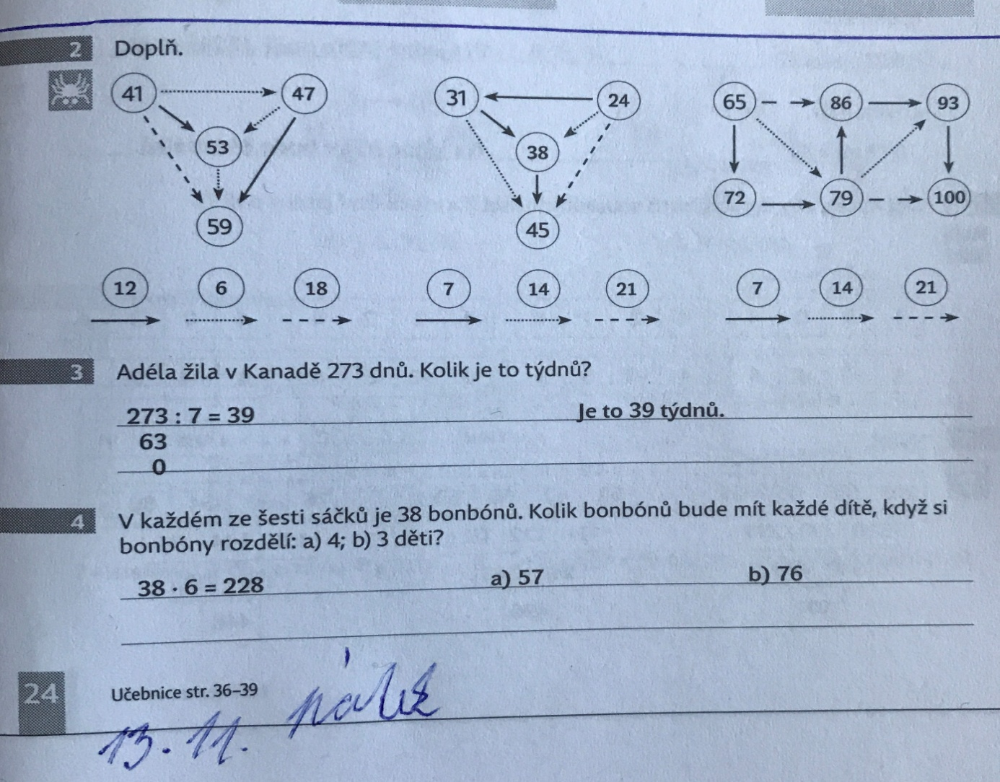 2 Doplň.
41 47 31 24 65 86 93
53 38
72 79 100
59 45
12 6 18 7 14 21 7 14 21
3 Adéla žila v Kanadě 273 dnů. Kolik je to týdnů?
273 : 7 = 39 Je to 39 týdnů.
63
0
4 V každém ze šesti sáčků je 38 bonbónů. Kolik bonbónů bude mít každé dítě, když si
bonbóny rozdělí: a) 4; b) 3 děti?
38 · 6 = 228 a) 57 b) 76
24 Učebnice str. 36–39
13. 11.